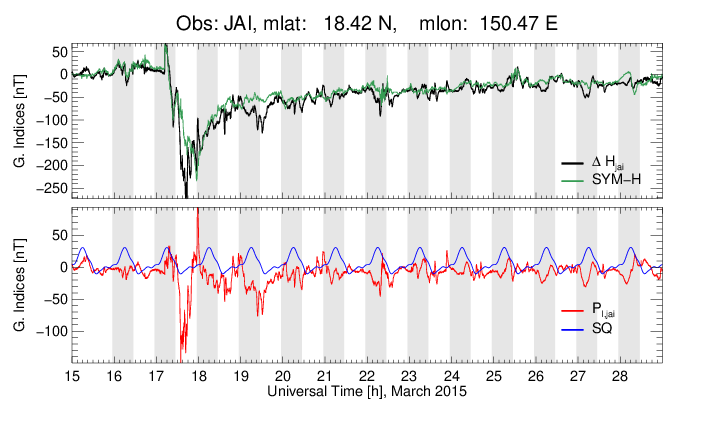 Obs: JAI, mlat: 18.42 N, mlon: 150.47 E
G. Indices [nT]
50
0
−50
−100
−150
−200
−250
Δ Hjai
SYM−H
G. Indices [nT]
50
0
−50
−100
PI,jai
SQ
15 16 17 18 19 20 21 22 23 24 25 26 27 28
Universal Time [h], March 2015